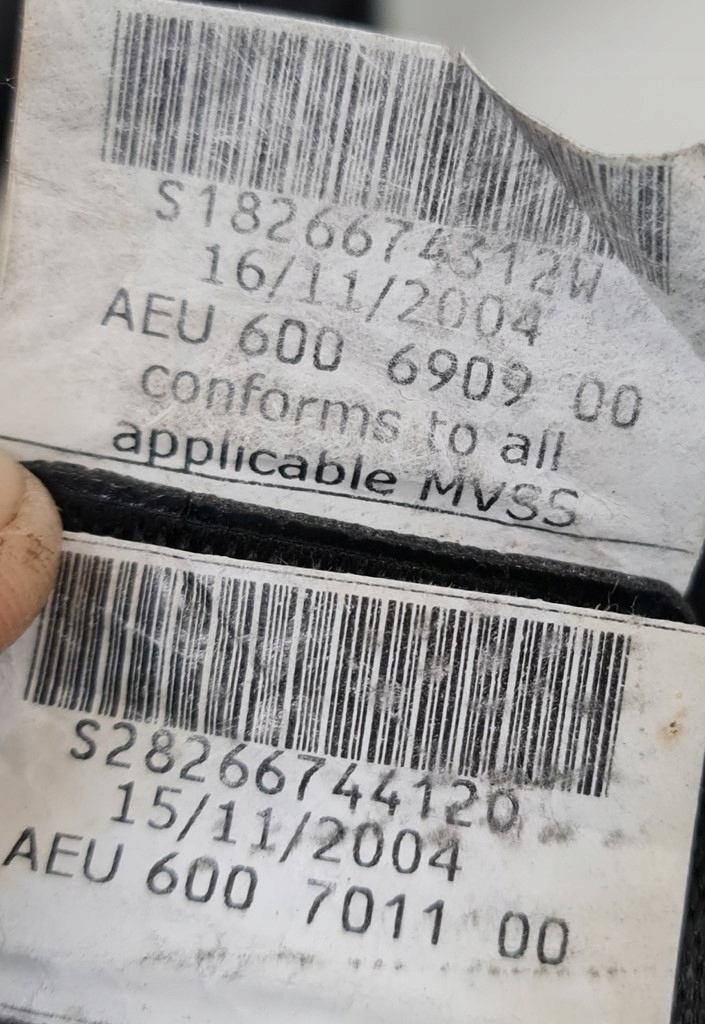 S1826674312W
16/11/2004
AEU 600 6909 00
conforms to all
applicable MVSS
S28266744120
15/11/2004
AEU 600 7011 00